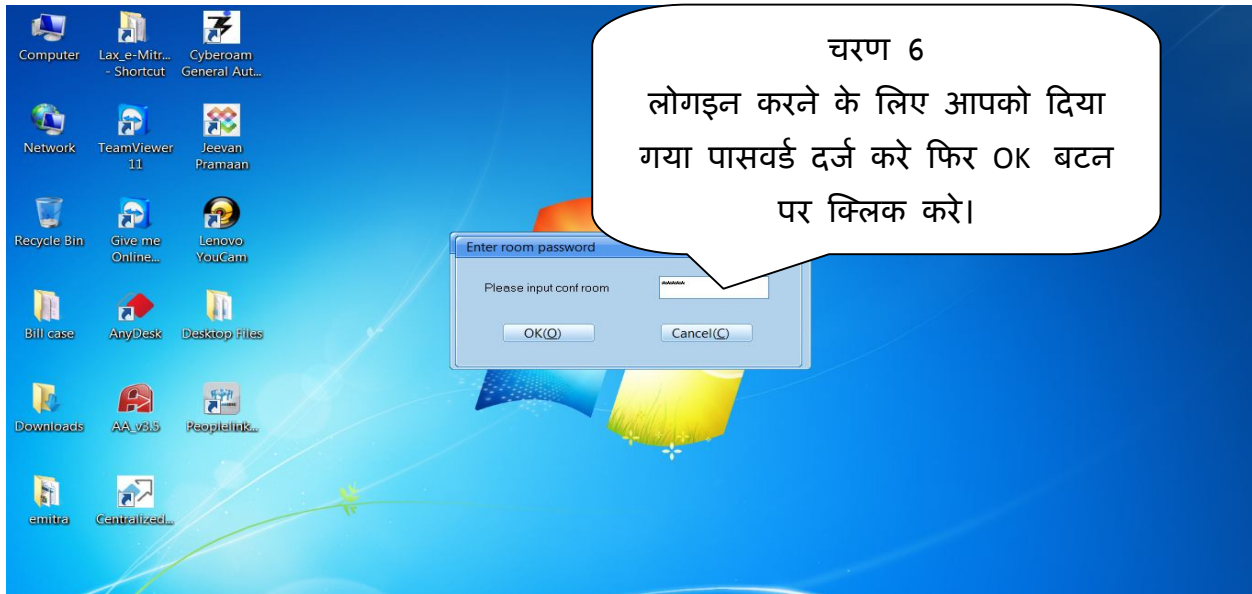 Computer
Lax_e-Mitr...
- Shortcut
Cyberoam
General Aut...
Network
TeamViewer
11
Jeevan
Pramaan
Recycle Bin
Give me
Online...
Lenovo
YouCam
Bill case
AnyDesk
Desktop Files
Downloads
AA_v3.5
Peoplelink...
emitra
Centralized...
चरण 6
लोगइन करने के लिए आपको दिया
गया पासवर्ड दर्ज करे फिर OK बटन
पर क्लिक करे।
Enter room password
Please input conf room
OK(O)
Cancel(C)